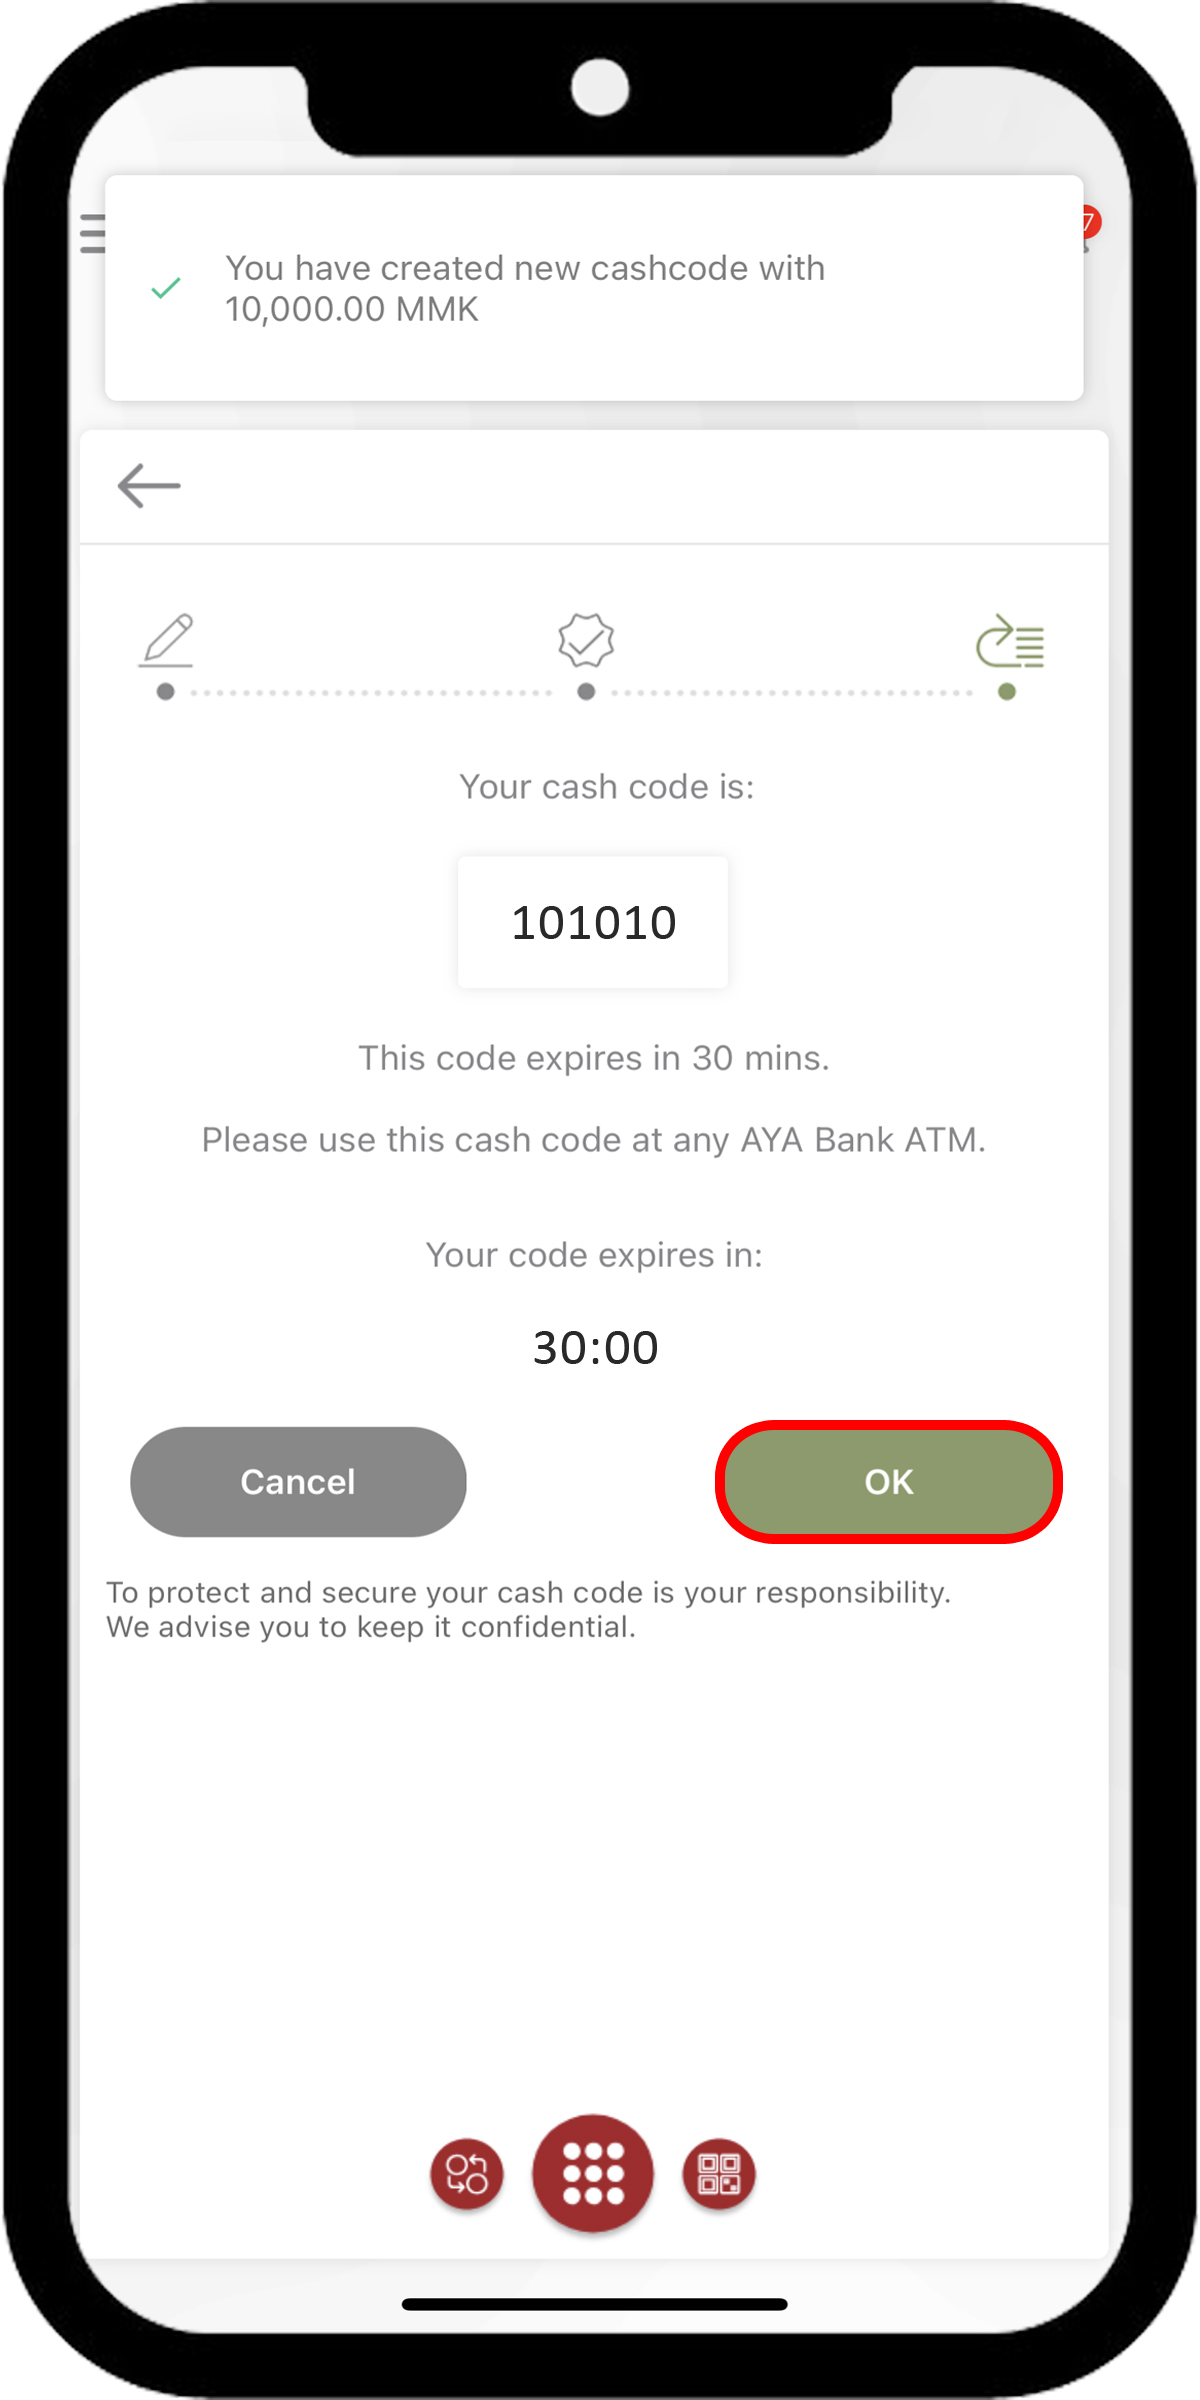 7
You have created new cashcode with
10,000.00 MMK
Your cash code is:
101010
This code expires in 30 mins.
Please use this cash code at any AYA Bank ATM.
Your code expires in:
30:00
Cancel
OK
To protect and secure your cash code is your responsibility.
We advise you to keep it confidential.